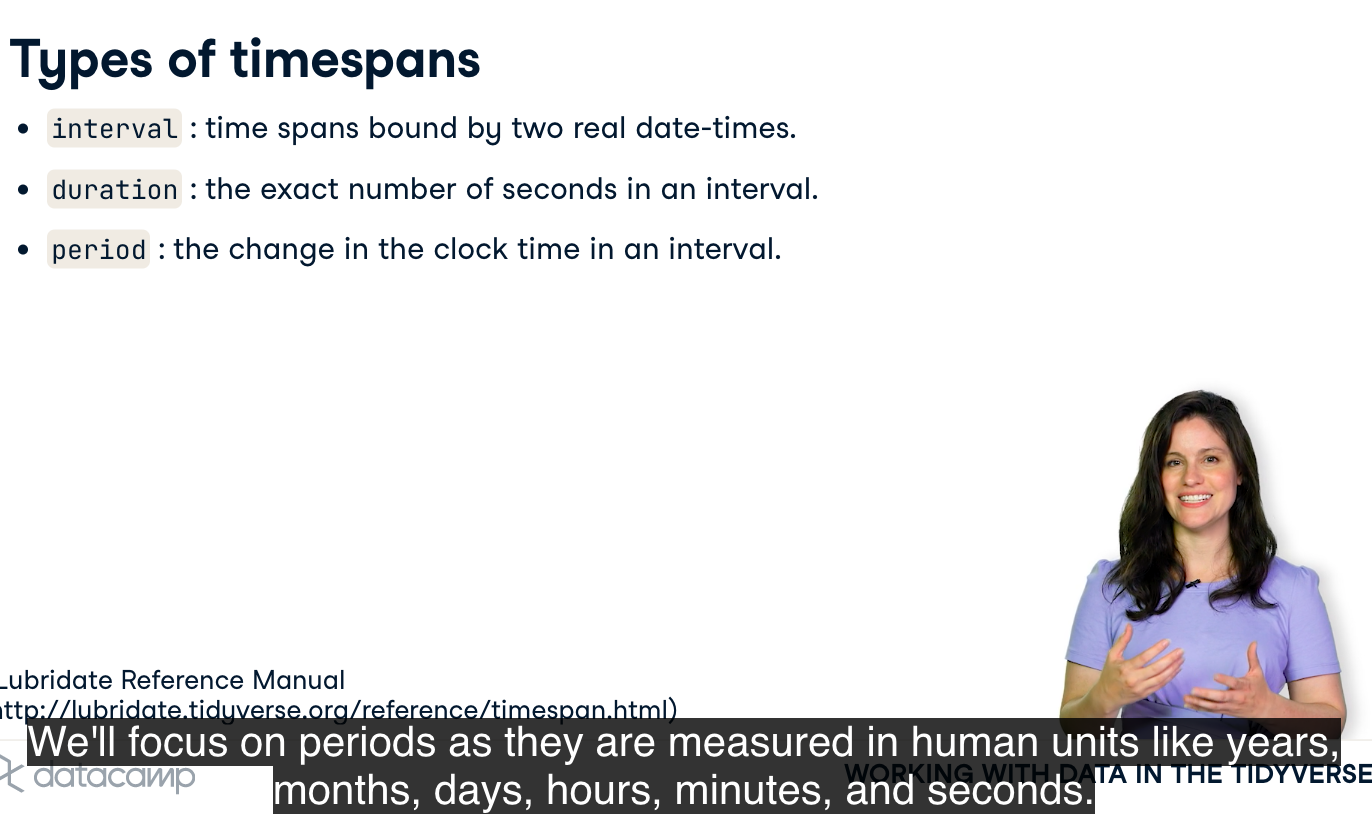 Types of timespans
• interval : time spans bound by two real date-times.
• duration : the exact number of seconds in an interval.
• period : the change in the clock time in an interval.
Lubridate Reference Manual
http://lubridate.tidyverse.org/reference/timespan.html)
We'll focus on periods as they are measured in human units like years,
months, days, hours, minutes, and seconds.
datacamp
WORKING WITH DATA IN THE TIDYVERSE